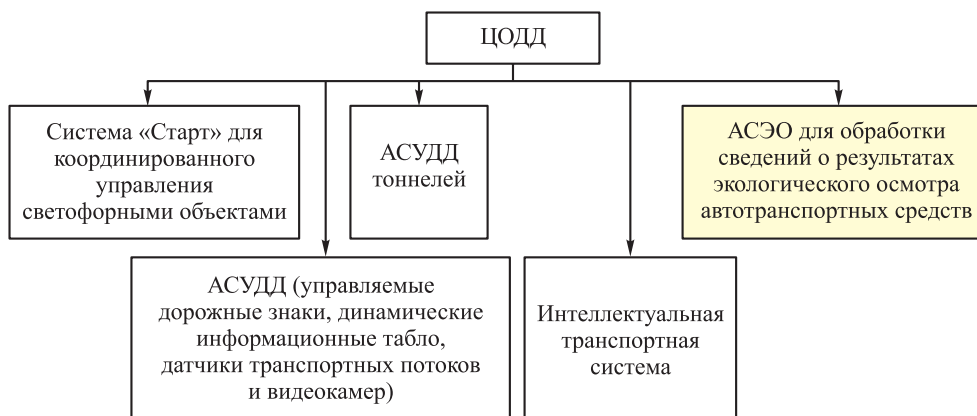 ЦОДД
Система «Старт» для
координированного
управления
светофорными объектами
АСУДД
тоннелей
АСЭО для обработки
сведений о результатах
экологического осмотра
автотранспортных средств
АСУДД (управляемые
дорожные знаки, динамические
информационные табло,
датчики транспортных потоков
и видеокамер)
Интеллектуальная
транспортная
система